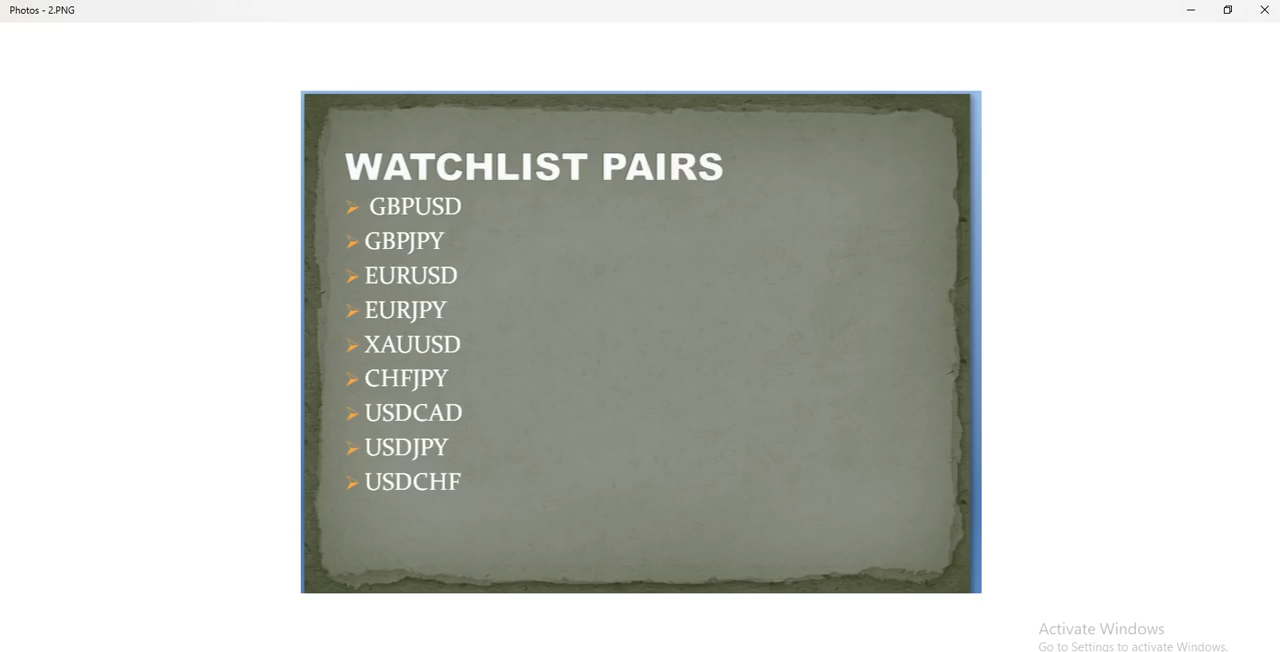 Photos - 2.PNG
WATCHLIST PAIRS
➢ GBPUSD
➢ GBPJPY
➢ EURUSD
➢ EURJPY
➢ XAUUSD
➢ CHFJPY
➢ USDCAD
➢ USDJPY
➢ USDCHF
Activate Windows
Go to Settings to activate Windows.